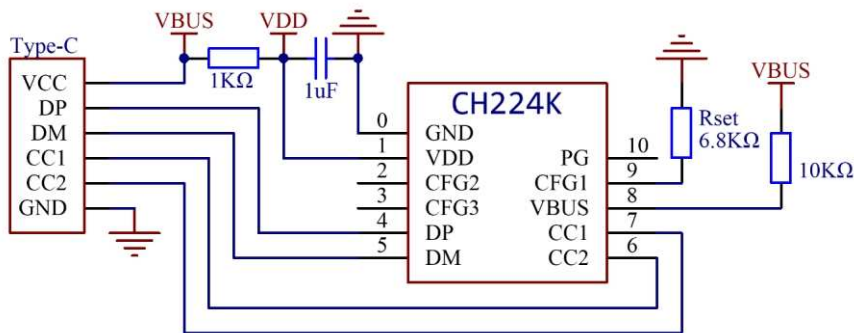 VBUS
VDD
Type-C
1KΩ
1uF
VCC
DP
DM
CC1
CC2
GND
CH224K
0
GND
1
VDD
2
CFG2
3
CFG3
4
DP
5
DM
PG
10
CFG1
9
VBUS
8
CC1
7
CC2
6
Rset
6.8KΩ
VBUS
10KΩ